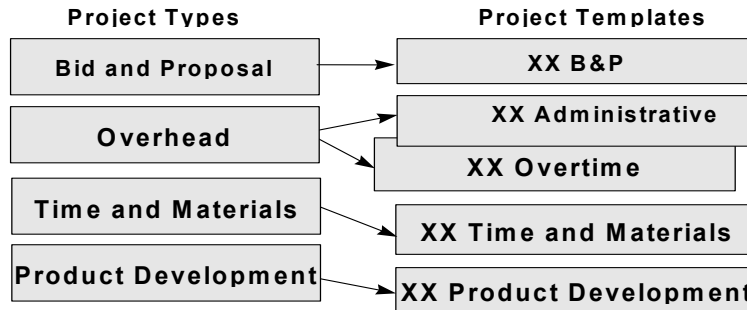 Project Types
Project Templates
Bid and Proposal
XX B&P
Overhead
XX Administrative
XX Overtime
Time and Materials
XX Time and Materials
Product Development
XX Product Development